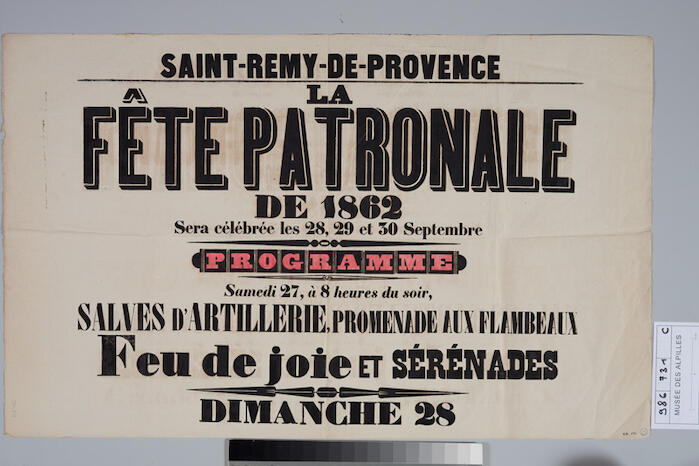 SAINT-REMY-DE-PROVENCE
LA
FÊTE PATRONALE
DE 1862
Sera célébrée les 28, 29 et 30 Septembre
PROGRAMME
Samedi 27, à 8 heures du soir,
SALVES D'ARTILLERIE, PROMENADE AUX FLAMBEAUX
Feu de joie ET SÉRÉNADES
DIMANCHE 28
986 731 C
MUSÉE DES ALPILLES